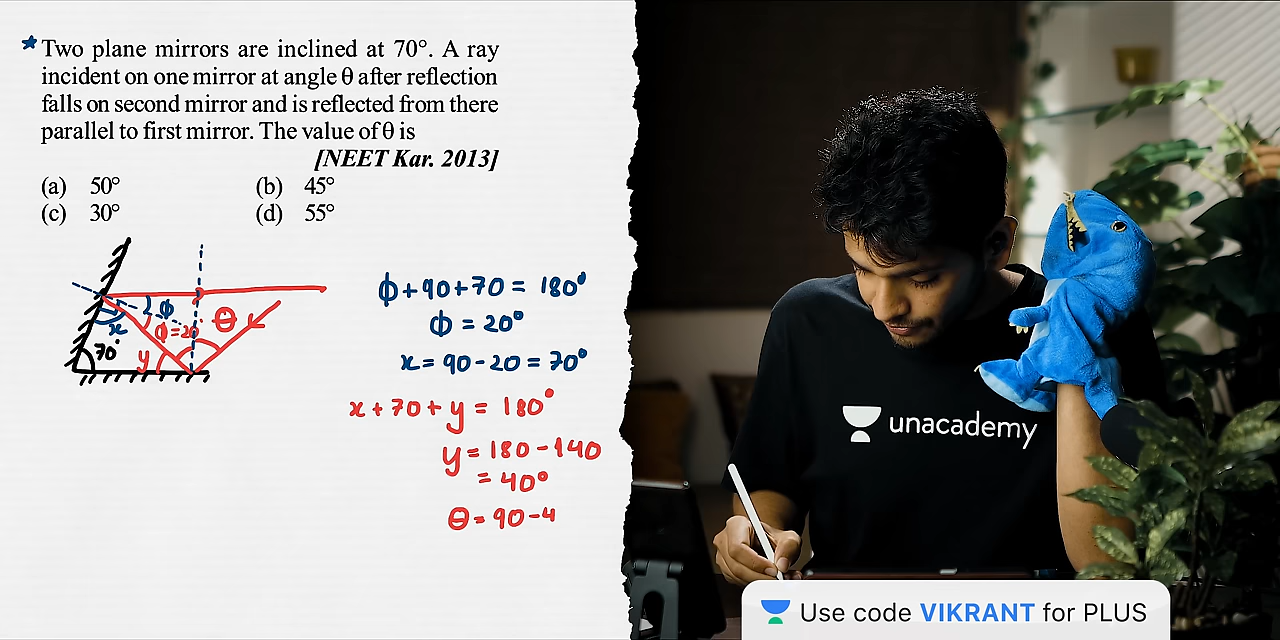 * Two plane mirrors are inclined at 70°. A ray
incident on one mirror at angle θ after reflection
falls on second mirror and is reflected from there
parallel to first mirror. The value of θ is
[NEET Kar. 2013]
(a) 50° (b) 45°
(c) 30° (d) 55°
ϕ
x
ϕ=20°
θ
70°
y
ϕ+90+70 = 180°
ϕ = 20°
x = 90-20 = 70°
x+70+y = 180°
y = 180-140
= 40°
θ = 90-4
unacademy
Use code VIKRANT for PLUS